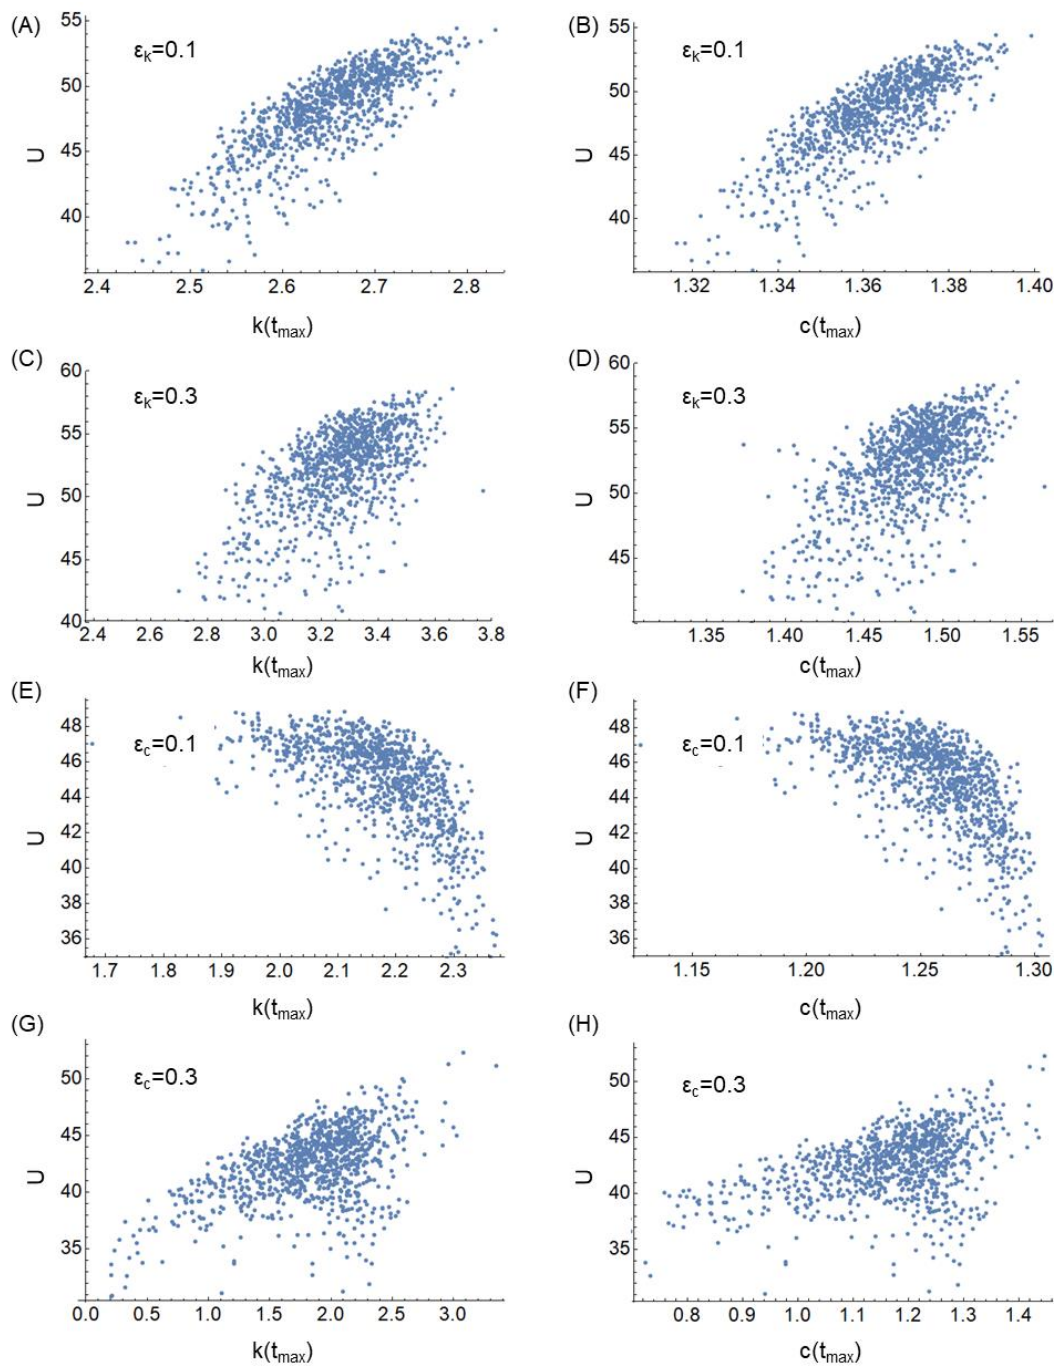 (A)
ε_k=0.1
U
55
50
45
40
2.4 2.5 2.6 2.7 2.8
k(t_max)
(B)
ε_k=0.1
U
55
50
45
40
1.32 1.34 1.36 1.38 1.40
c(t_max)
(C)
ε_k=0.3
U
60
55
50
45
40
2.4 2.6 2.8 3.0 3.2 3.4 3.6 3.8
k(t_max)
(D)
ε_k=0.3
U
60
55
50
45
1.35 1.40 1.45 1.50 1.55
c(t_max)
(E)
ε_c=0.1
U
48
46
44
42
40
38
36
1.7 1.8 1.9 2.0 2.1 2.2 2.3
k(t_max)
(F)
ε_c=0.1
U
48
46
44
42
40
38
36
1.15 1.20 1.25 1.30
c(t_max)
(G)
ε_c=0.3
U
50
45
40
35
0.0 0.5 1.0 1.5 2.0 2.5 3.0
k(t_max)
(H)
ε_c=0.3
U
50
45
40
35
0.8 0.9 1.0 1.1 1.2 1.3 1.4
c(t_max)